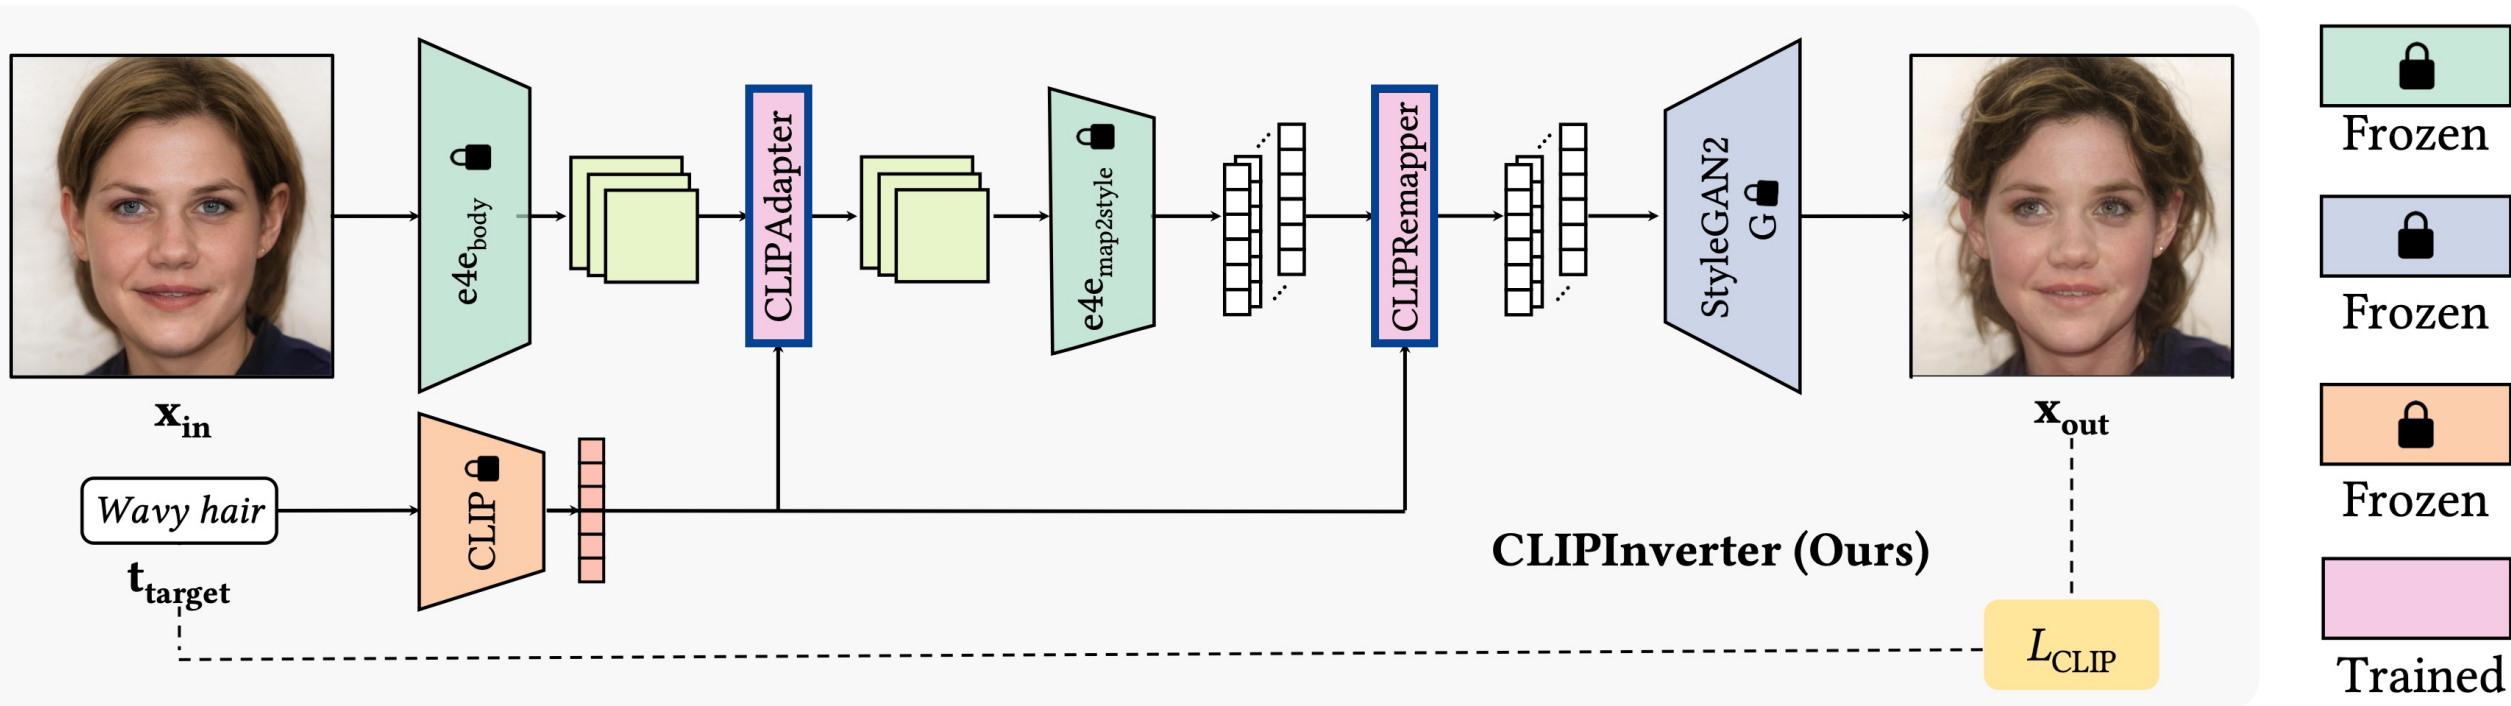 e4e_body
CLIPAdapter
e4e_map2style
CLIPRemapper
StyleGAN2
G
x_in
x_out
Wavy hair
t_target
CLIP
CLIPInverter (Ours)
L_CLIP
Frozen
Frozen
Frozen
Trained